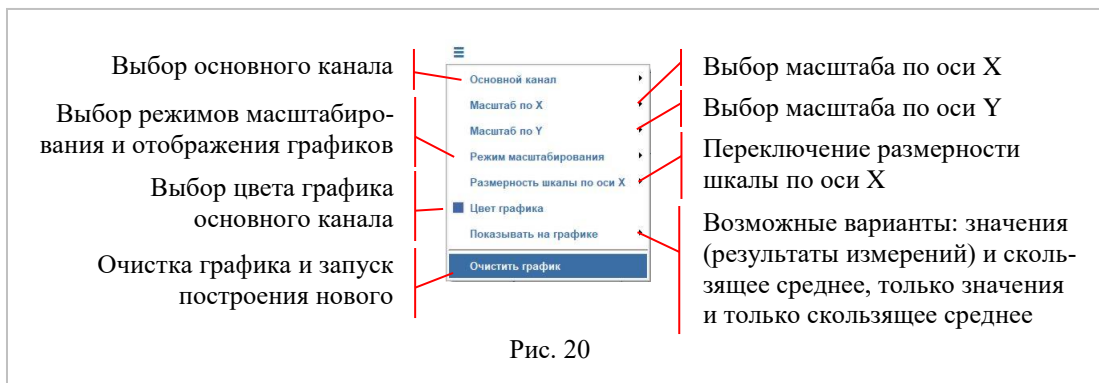 Выбор основного канала
Выбор режимов масштабиро-
вания и отображения графиков
Выбор цвета графика
основного канала
Очистка графика и запуск
построения нового
Основной канал
Масштаб по X
Масштаб по Y
Режим масштабирования
Размерность шкалы по оси X
Цвет графика
Показывать на графике
Очистить график
Выбор масштаба по оси X
Выбор масштаба по оси Y
Переключение размерности
шкалы по оси X
Возможные варианты: значения
(результаты измерений) и сколь-
зящее среднее, только значения
и только скользящее среднее
Рис. 20